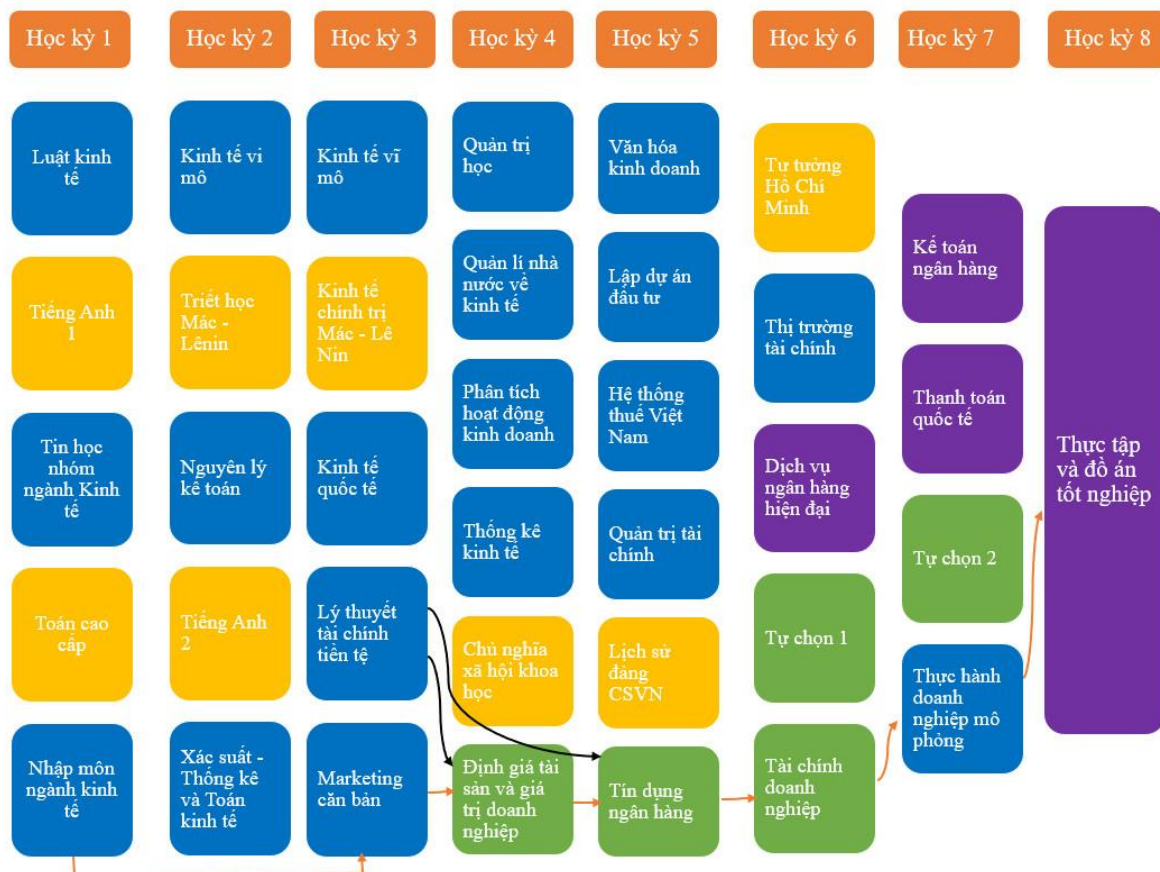 Học kỳ 1
Học kỳ 2
Học kỳ 3
Học kỳ 4
Học kỳ 5
Học kỳ 6
Học kỳ 7
Học kỳ 8
Luật kinh
tế
Tiếng Anh
1
Tin học
nhóm
ngành Kinh
tế
Toán cao
cấp
Nhập môn
ngành kinh
tế
Kinh tế vi
mô
Triết học
Mác -
Lênin
Nguyên lý
kế toán
Tiếng Anh
2
Xác suất -
Thống kê
và Toán
kinh tế
Kinh tế vĩ
mô
Kinh tế
chính trị
Mác - Lê
Nin
Kinh tế
quốc tế
Lý thuyết
tài chính
tiền tệ
Marketing
căn bản
Quản trị
học
Quản lí nhà
nước về
kinh tế
Phân tích
hoạt động
kinh doanh
Thống kê
kinh tế
Chủ nghĩa
xã hội khoa
học
Định giá tài
sản và giá
trị doanh
nghiệp
Văn hóa
kinh doanh
Lập dự án
đầu tư
Hệ thống
thuế Việt
Nam
Quản trị tài
chính
Lịch sử
đảng
CSVN
Tín dụng
ngân hàng
Tư tưởng
Hồ Chí
Minh
Thị trường
tài chính
Dịch vụ
ngân hàng
hiện đại
Tự chọn 1
Tài chính
doanh
nghiệp
Kế toán
ngân hàng
Thanh toán
quốc tế
Tự chọn 2
Thực hành
doanh
nghiệp mô
phỏng
Thực tập
và đồ án
tốt nghiệp